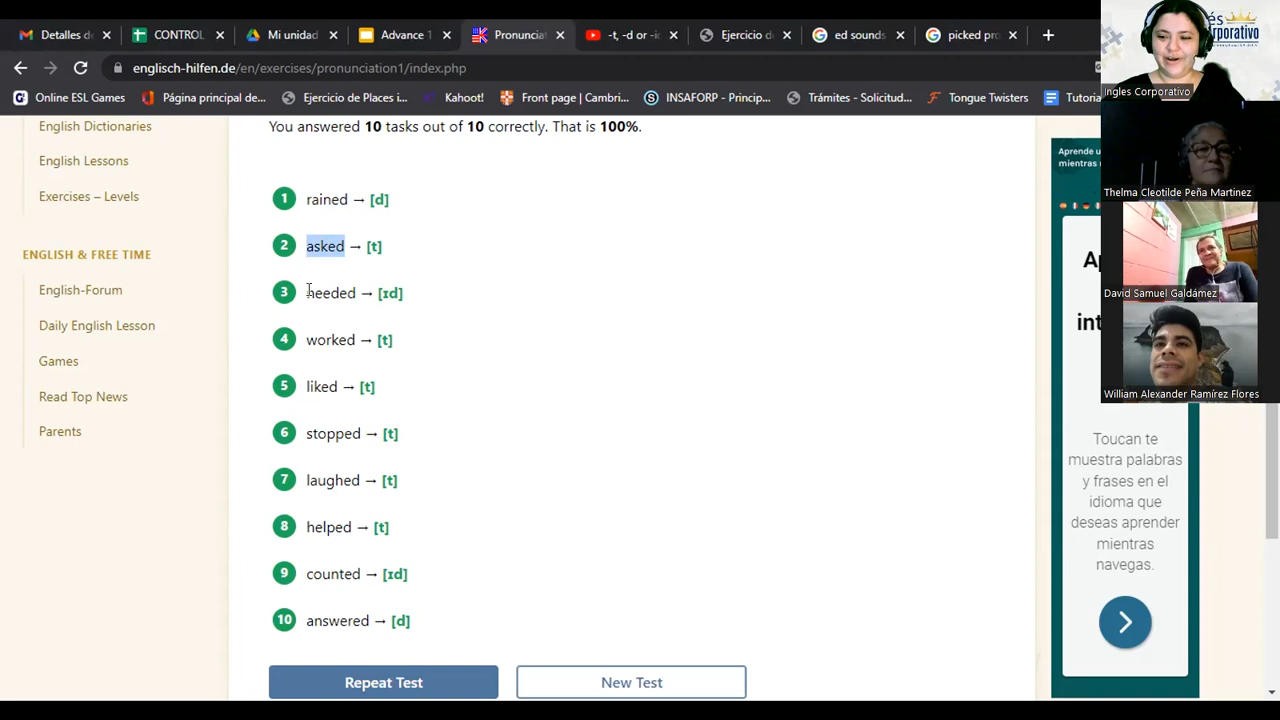 Detalles de
CONTROL
Mi unidad
Advance 1
Pronuncia
-t, -d or -i
Ejercicio d
ed sounds
picked pro
englisch-hilfen.de/en/exercises/pronunciation1/index.php
Online ESL Games
Página principal de...
Ejercicio de Places i...
Kahoot!
Front page | Cambri...
INSAFORP - Princip...
Trámites - Solicitud...
Tongue Twisters
Tutoria
English Dictionaries
English Lessons
Exercises – Levels
ENGLISH & FREE TIME
English-Forum
Daily English Lesson
Games
Read Top News
Parents
You answered 10 tasks out of 10 correctly. That is 100%.
1 rained → [d]
2 asked → [t]
3 needed → [ɪd]
4 worked → [t]
5 liked → [t]
6 stopped → [t]
7 laughed → [t]
8 helped → [t]
9 counted → [ɪd]
10 answered → [d]
Repeat Test
New Test
Ingles Corporativo
Thelma Cleotilde Peña Martinez
David Samuel Galdámez
William Alexander Ramírez Flores
Aprende u
mientras
Toucan te
muestra palabras
y frases en el
idioma que
deseas aprender
mientras
navegas.